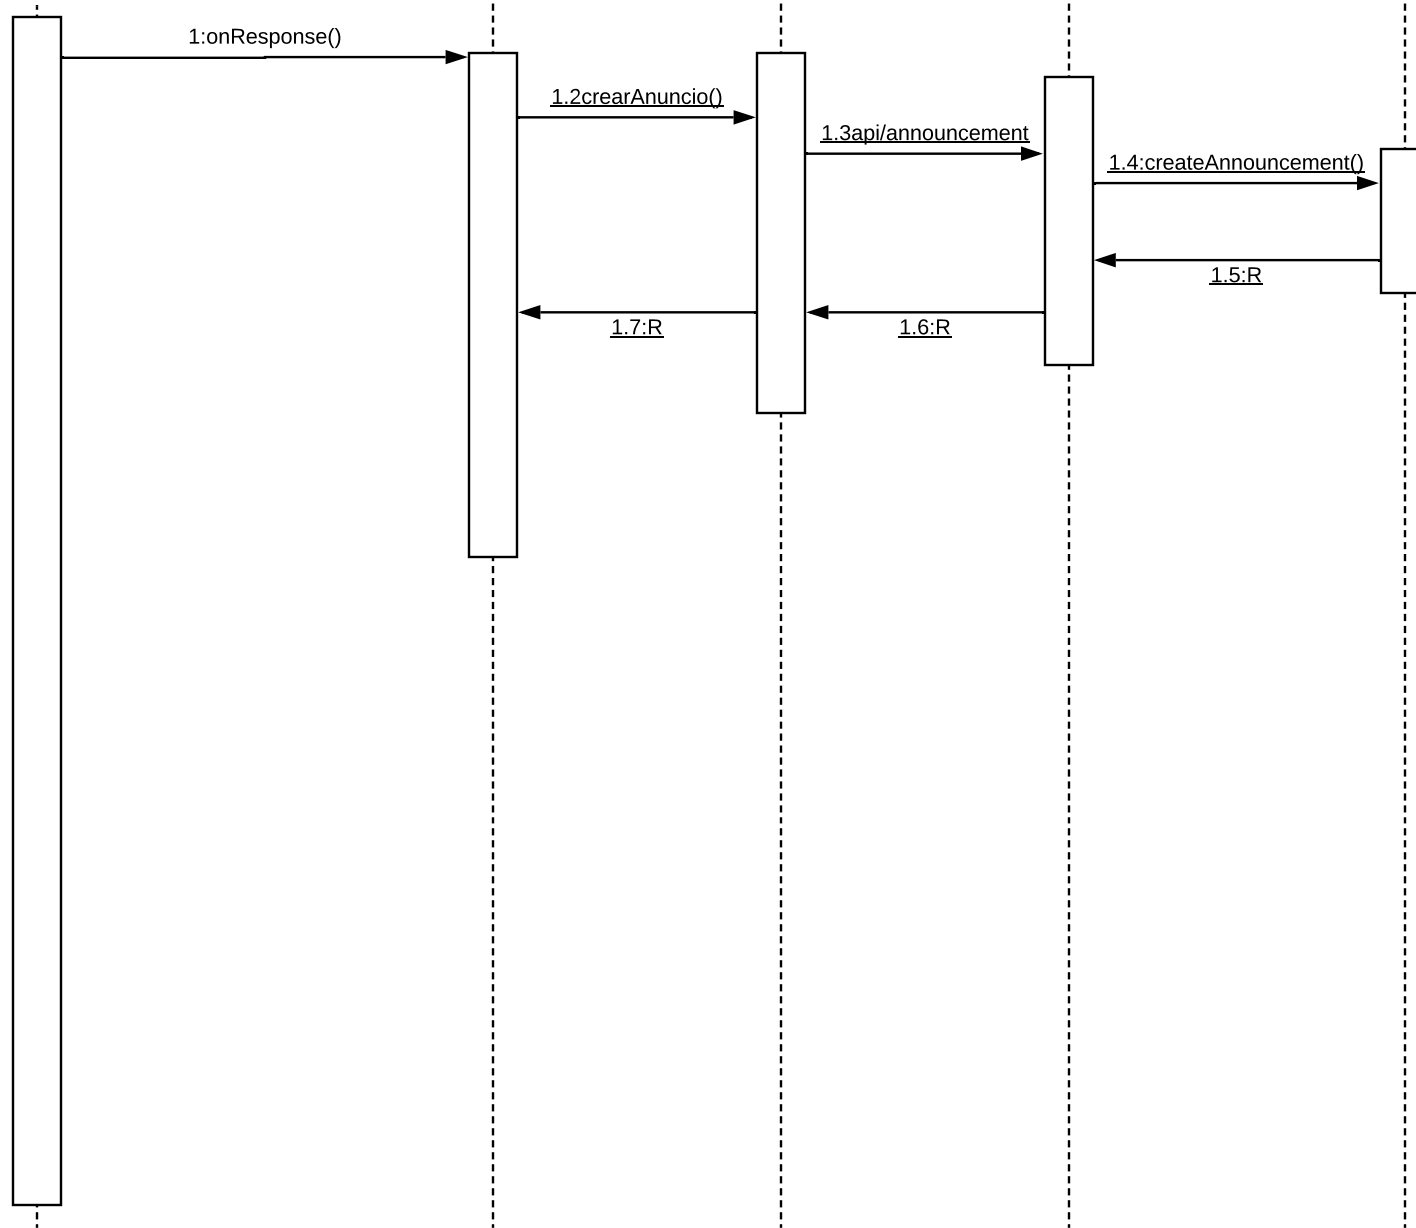 1:onResponse()
1.2crearAnuncio()
1.3api/announcement
1.4:createAnnouncement()
1.5:R
1.7:R
1.6:R